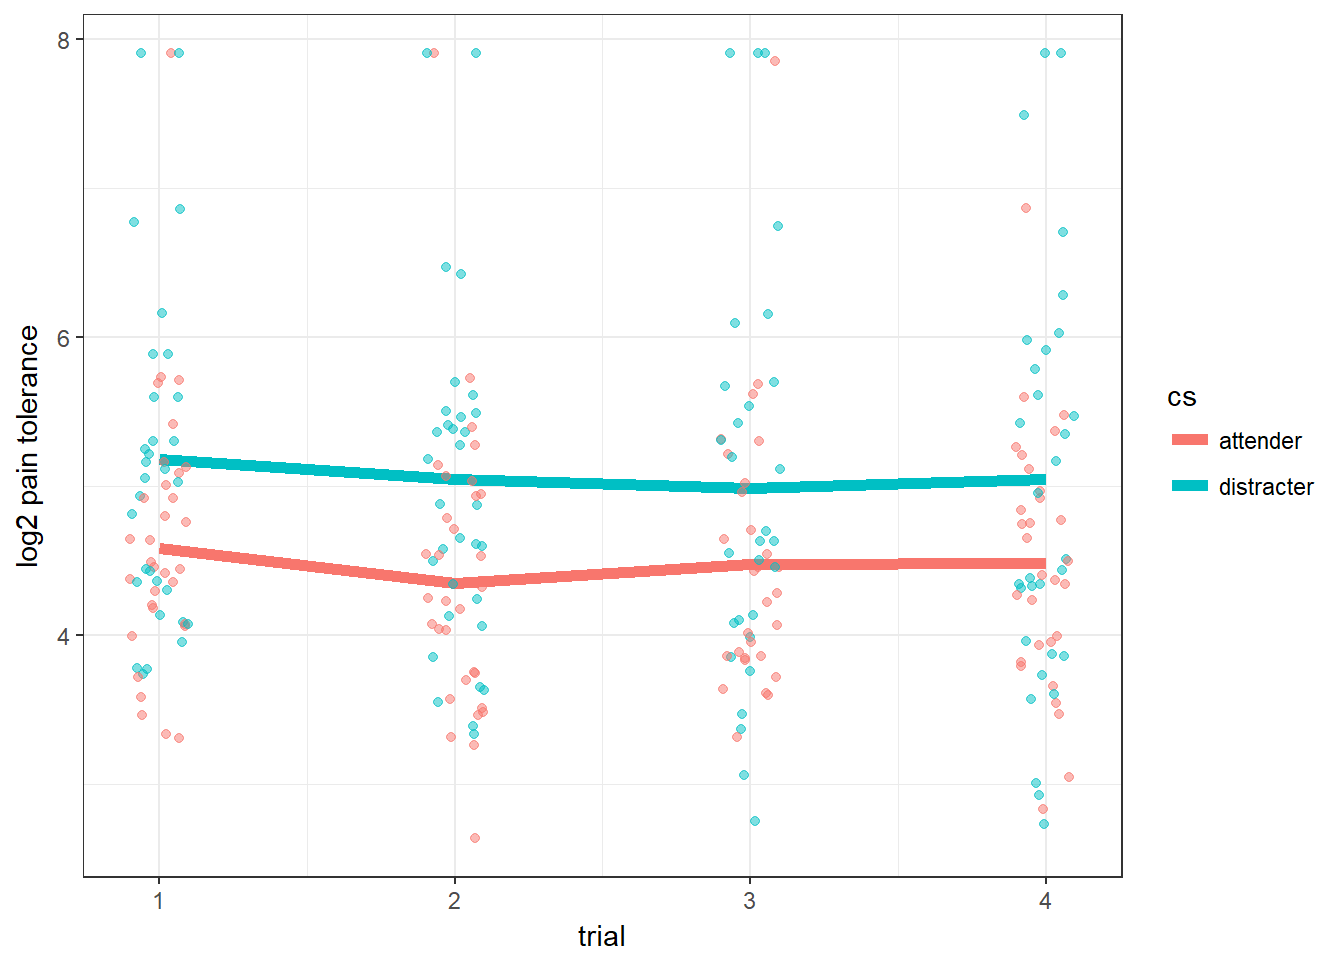 8
6
4
log2 pain tolerance
1 2 3 4
trial
cs
attender
distracter